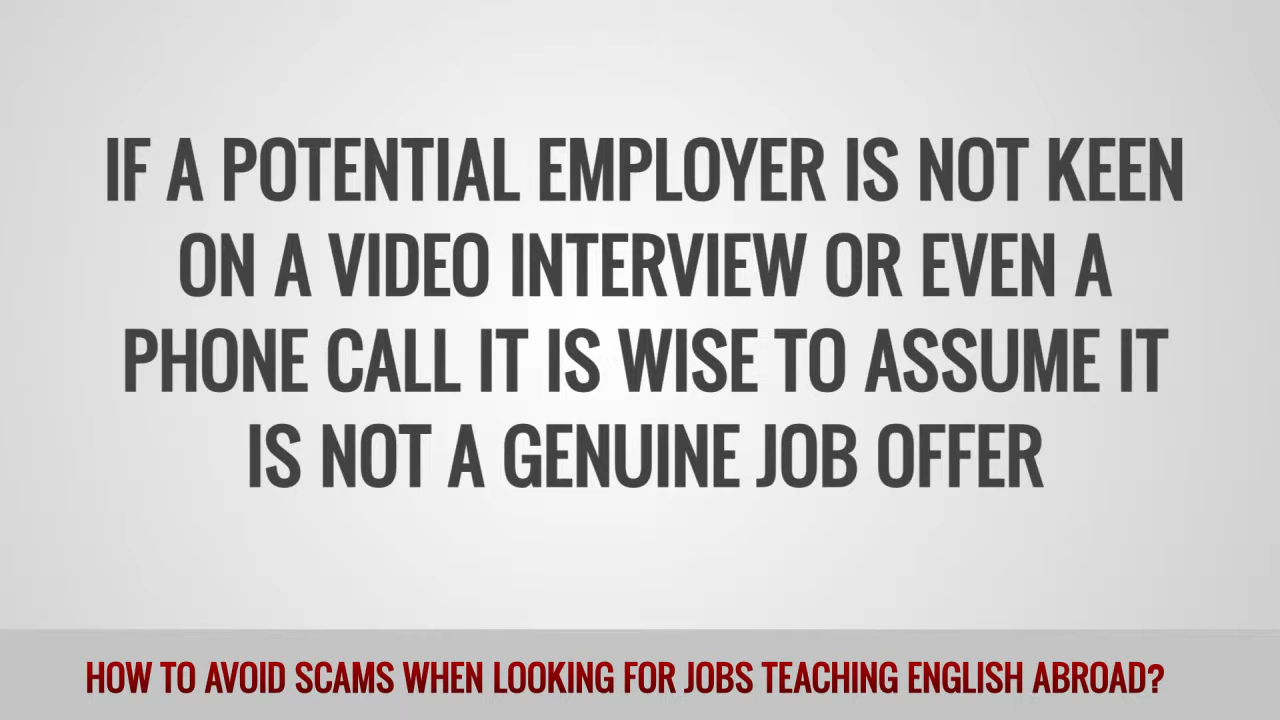 IF A POTENTIAL EMPLOYER IS NOT KEEN
ON A VIDEO INTERVIEW OR EVEN A
PHONE CALL IT IS WISE TO ASSUME IT
IS NOT A GENUINE JOB OFFER
HOW TO AVOID SCAMS WHEN LOOKING FOR JOBS TEACHING ENGLISH ABROAD?